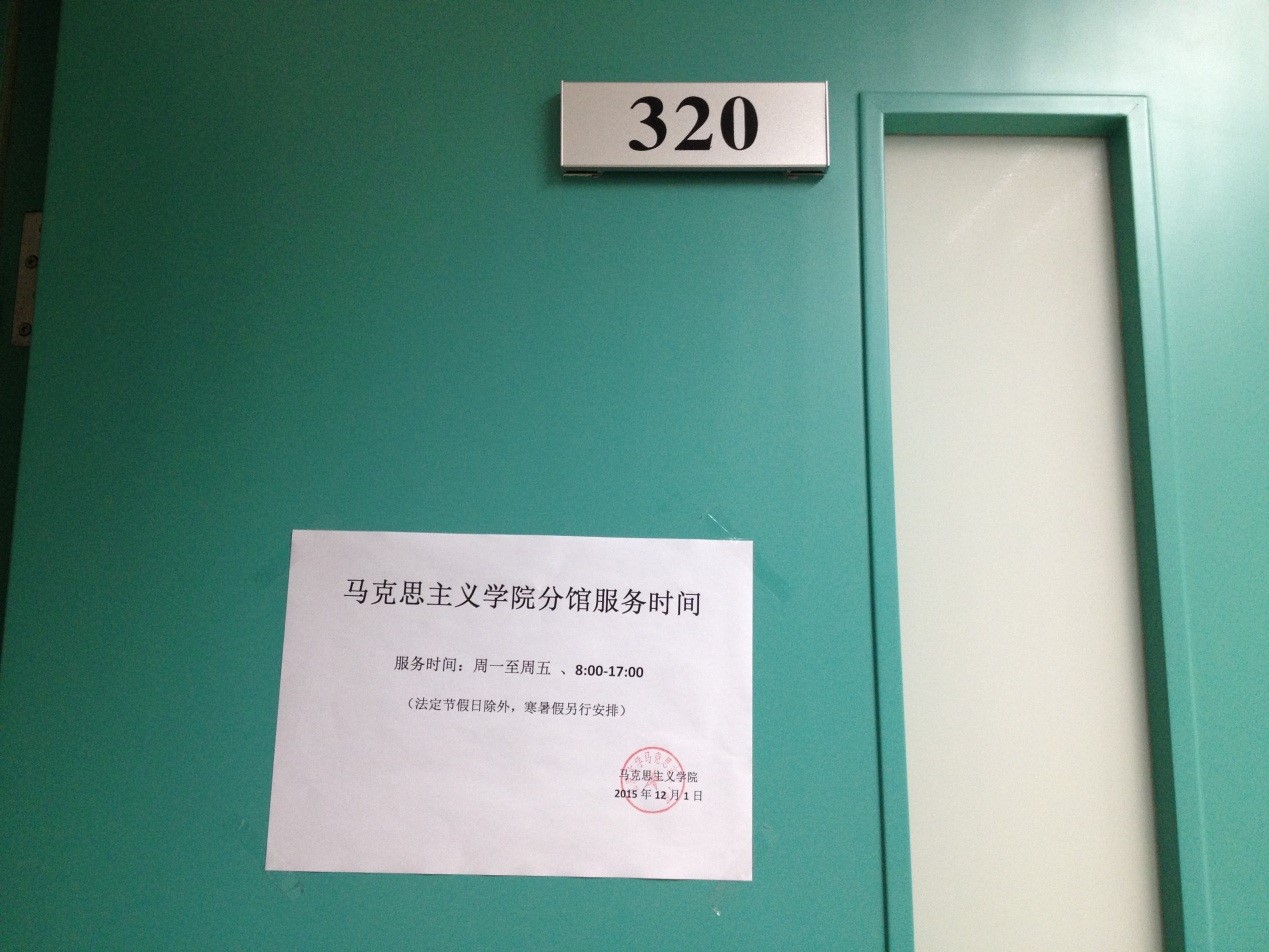 320
马克思主义学院分馆服务时间
服务时间：周一至周五 、8:00-17:00
（法定节假日除外，寒暑假另行安排）
马克思主义学院
2015 年 12 月 1 日